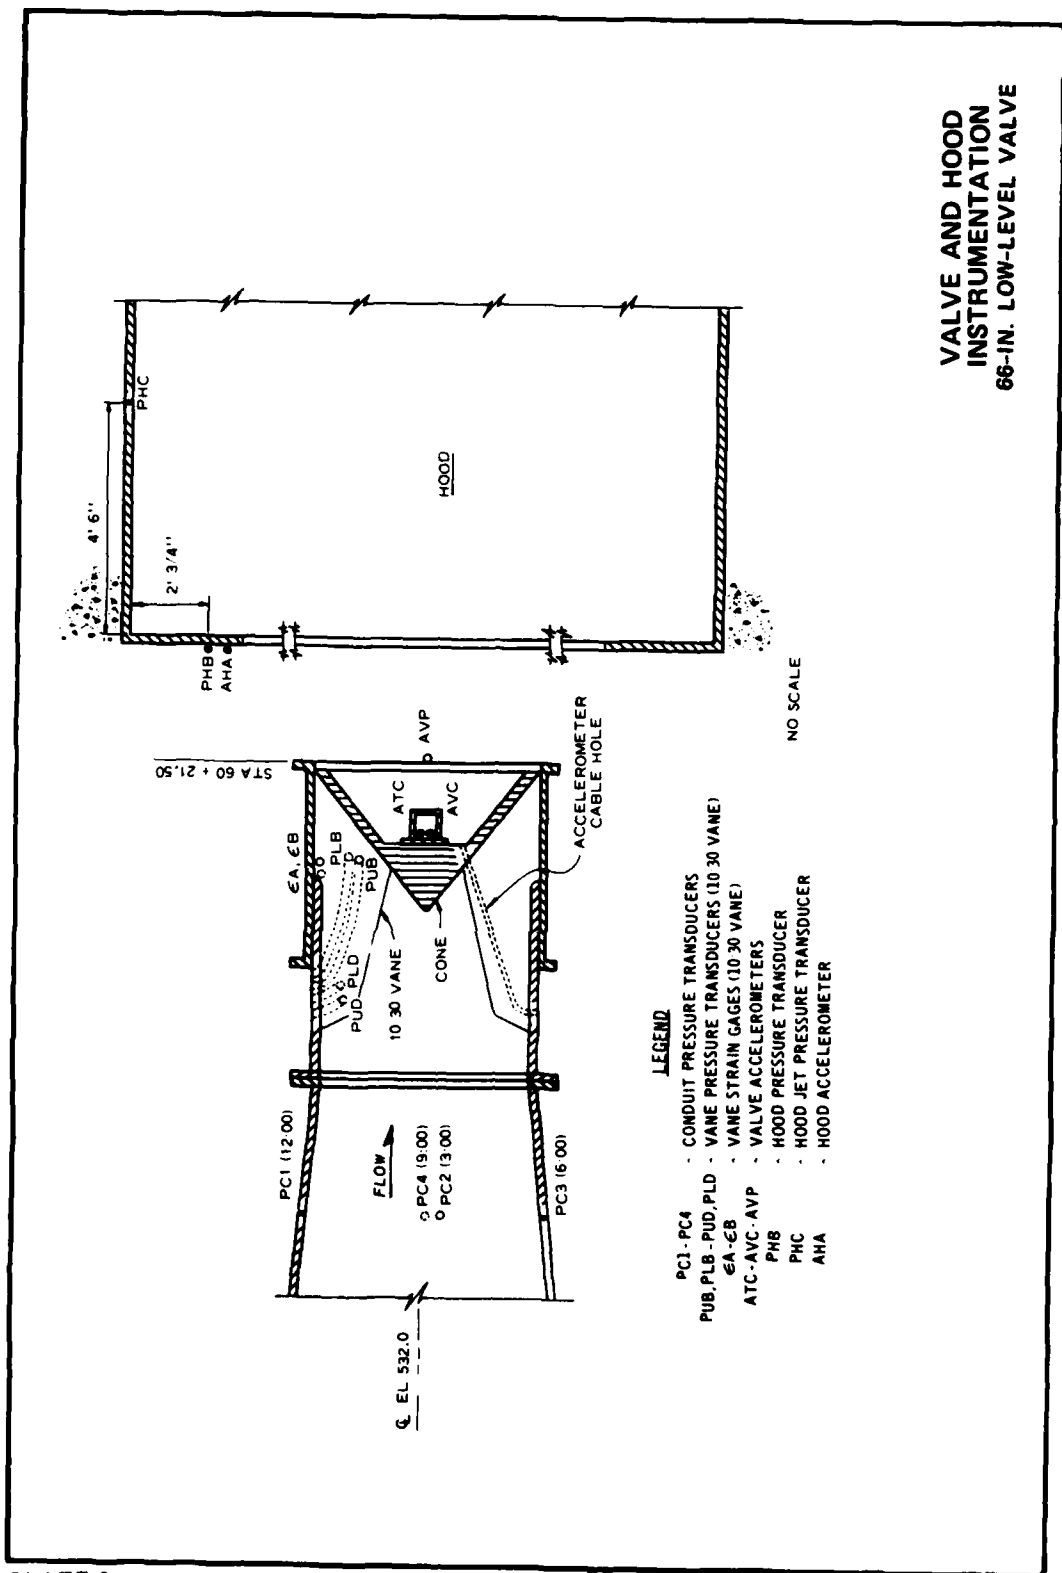 VALVE AND HOOD
INSTRUMENTATION
66-IN. LOW-LEVEL VALVE
4' 6"
2' 3/4"
PHC
PHB
AHA
HOOD
STA 60 + 21.50
AVP
ATC
AVC
ЄA, ЄB
PLB
PUB
PUD
PLD
10 30 VANE
CONE
ACCELEROMETER
CABLE HOLE
NO SCALE
PC1 (12:00)
FLOW
PC4 (9:00)
PC2 (3:00)
PC3 (6:00)
℄ EL 532.0
LEGEND
PC1-PC4 - CONDUIT PRESSURE TRANSDUCERS
PUB,PLB-PUD,PLD - VANE PRESSURE TRANSDUCERS (10 30 VANE)
ЄA-ЄB - VANE STRAIN GAGES (10 30 VANE)
ATC-AVC-AVP - VALVE ACCELEROMETERS
PHB - HOOD PRESSURE TRANSDUCER
PHC - HOOD JET PRESSURE TRANSDUCER
AHA - HOOD ACCELEROMETER